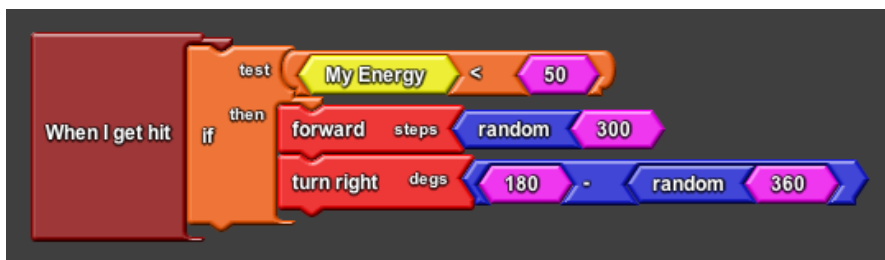 test My Energy < 50
When I get hit if then forward steps random 300
turn right degs 180 - random 360